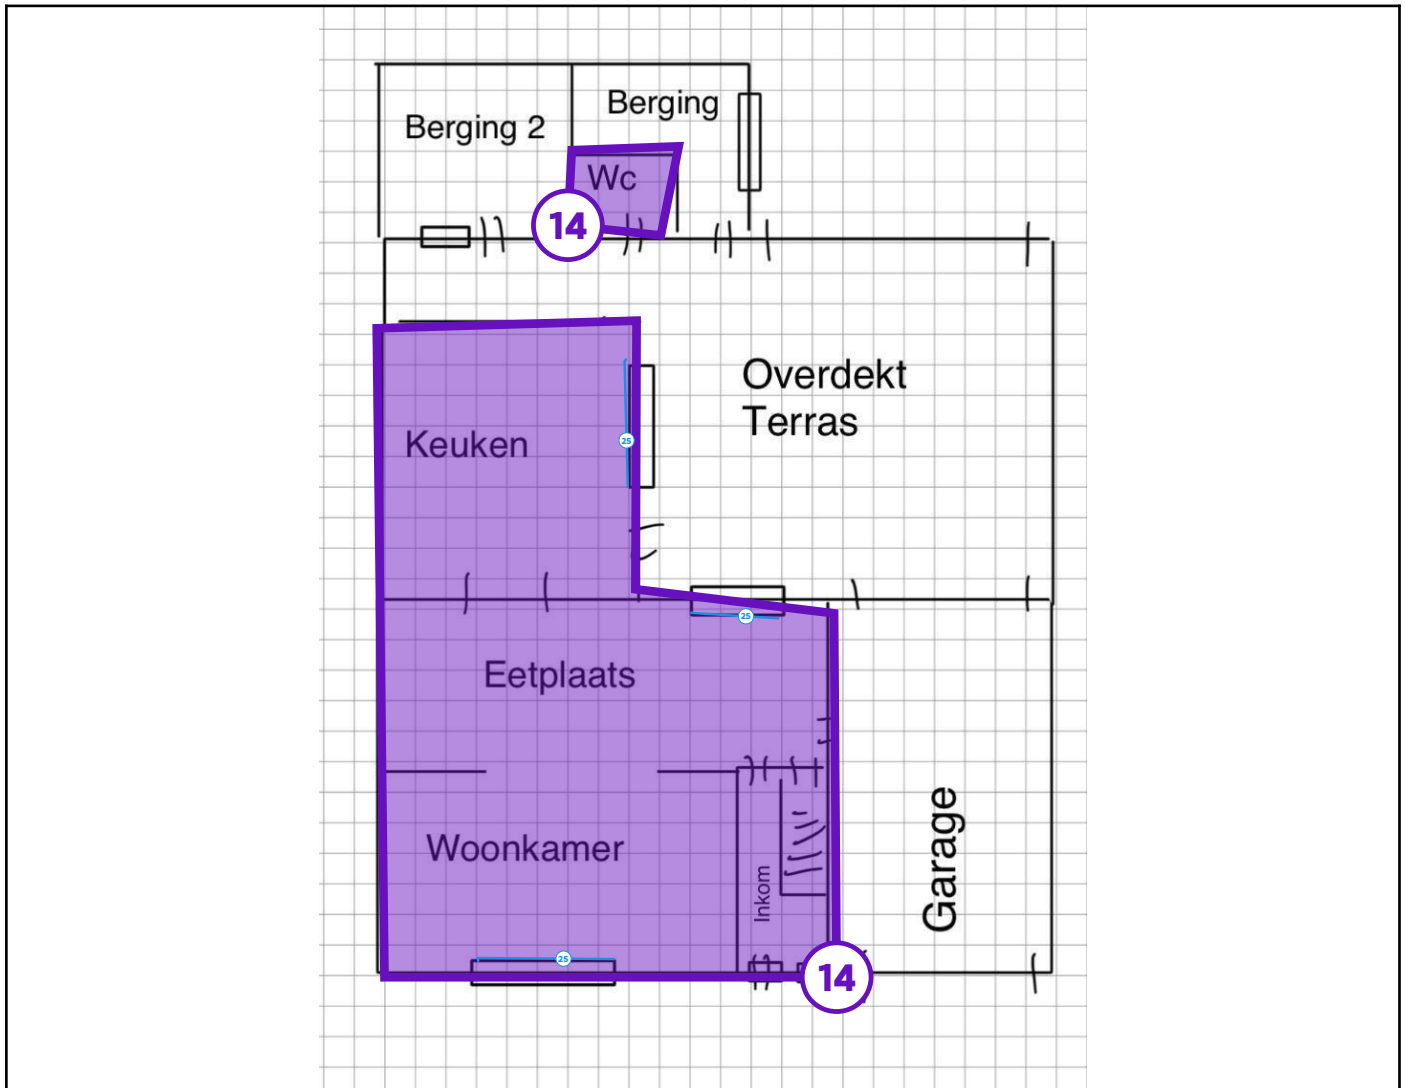 Berging
Berging 2
Wc
14
Overdekt
Terras
Keuken
25
25
Eetplaats
Woonkamer
Inkom
Garage
25
14